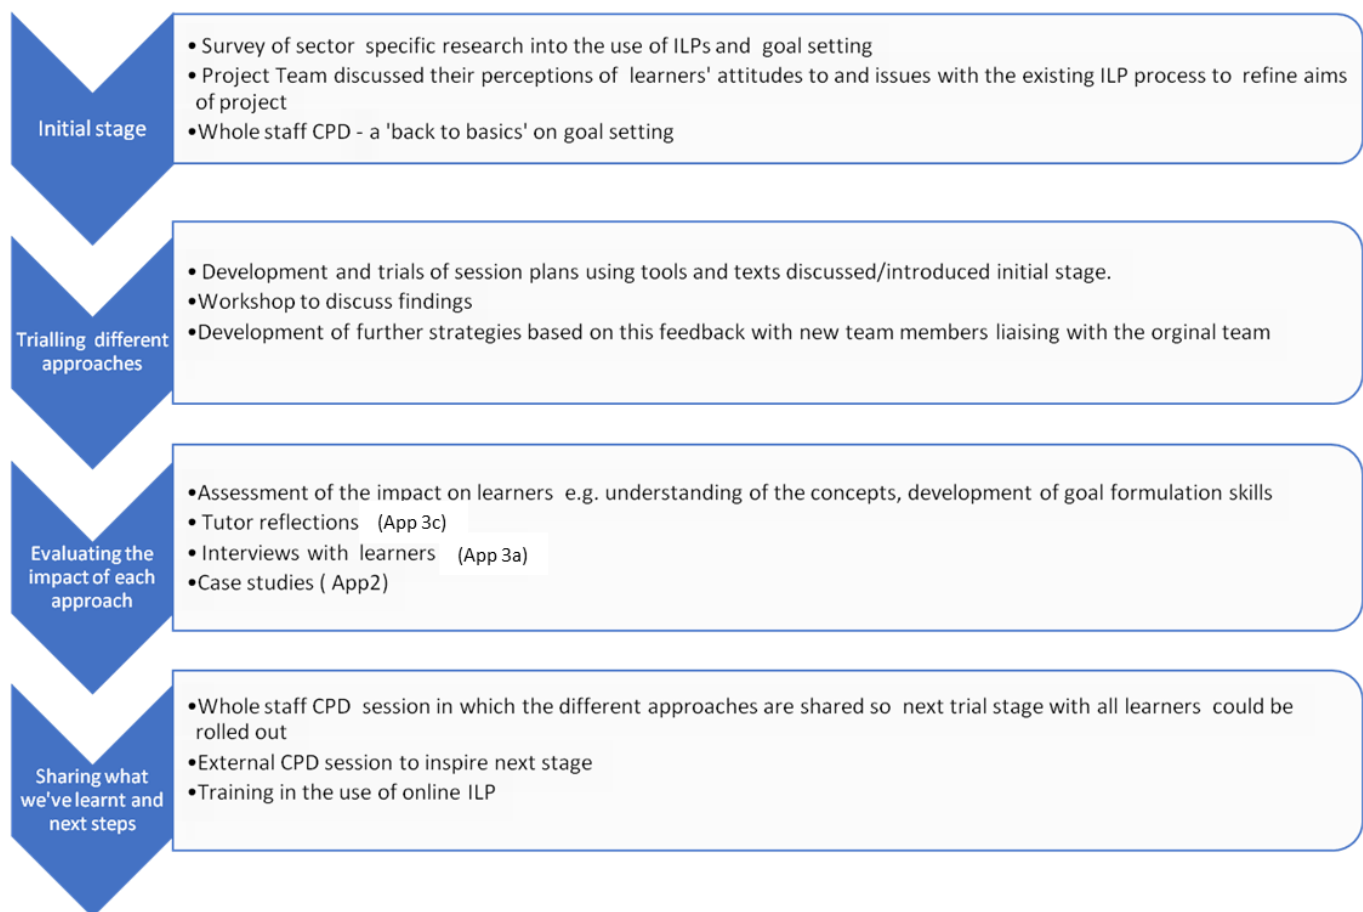 Initial stage
• Survey of sector specific research into the use of ILPs and goal setting
• Project Team discussed their perceptions of learners' attitudes to and issues with the existing ILP process to refine aims
of project
•Whole staff CPD - a 'back to basics' on goal setting
Trialling different
approaches
• Development and trials of session plans using tools and texts discussed/introduced initial stage.
•Workshop to discuss findings
•Development of further strategies based on this feedback with new team members liaising with the orginal team
Evaluating the
impact of each
approach
•Assessment of the impact on learners e.g. understanding of the concepts, development of goal formulation skills
• Tutor reflections (App 3c)
• Interviews with learners (App 3a)
•Case studies ( App2)
Sharing what
we've learnt and
next steps
•Whole staff CPD session in which the different approaches are shared so next trial stage with all learners could be
rolled out
•External CPD session to inspire next stage
•Training in the use of online ILP